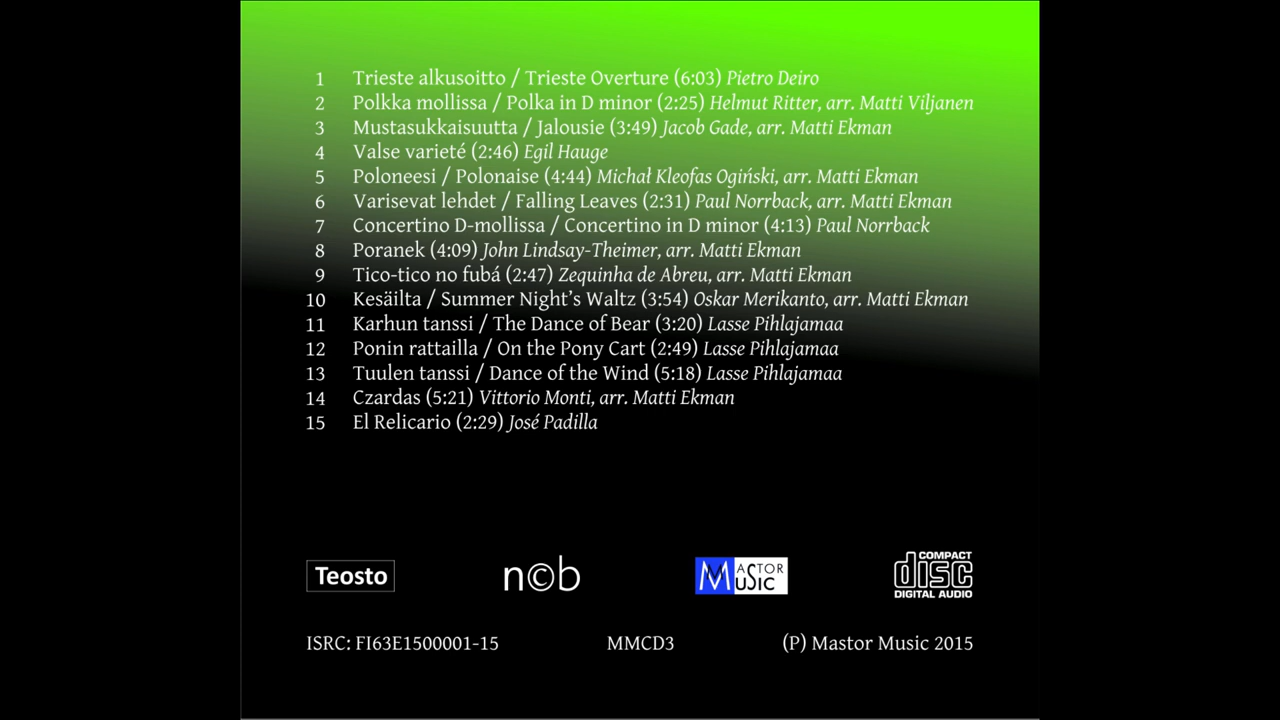 1 Trieste alkusoitto / Trieste Overture (6:03) Pietro Deiro
2 Polkka mollissa / Polka in D minor (2:25) Helmut Ritter, arr. Matti Viljanen
3 Mustasukkaisuutta / Jalousie (3:49) Jacob Gade, arr. Matti Ekman
4 Valse varieté (2:46) Egil Hauge
5 Poloneesi / Polonaise (4:44) Michał Kleofas Ogiński, arr. Matti Ekman
6 Varisevat lehdet / Falling Leaves (2:31) Paul Norrback, arr. Matti Ekman
7 Concertino D-mollissa / Concertino in D minor (4:13) Paul Norrback
8 Poranek (4:09) John Lindsay-Theimer, arr. Matti Ekman
9 Tico-tico no fubá (2:47) Zequinha de Abreu, arr. Matti Ekman
10 Kesäilta / Summer Night’s Waltz (3:54) Oskar Merikanto, arr. Matti Ekman
11 Karhun tanssi / The Dance of Bear (3:20) Lasse Pihlajamaa
12 Ponin rattailla / On the Pony Cart (2:49) Lasse Pihlajamaa
13 Tuulen tanssi / Dance of the Wind (5:18) Lasse Pihlajamaa
14 Czardas (5:21) Vittorio Monti, arr. Matti Ekman
15 El Relicario (2:29) José Padilla
Teosto
n©b
MASTOR MUSIC
COMPACT
disc
DIGITAL AUDIO
ISRC: FI63E1500001-15 MMCD3 (P) Mastor Music 2015